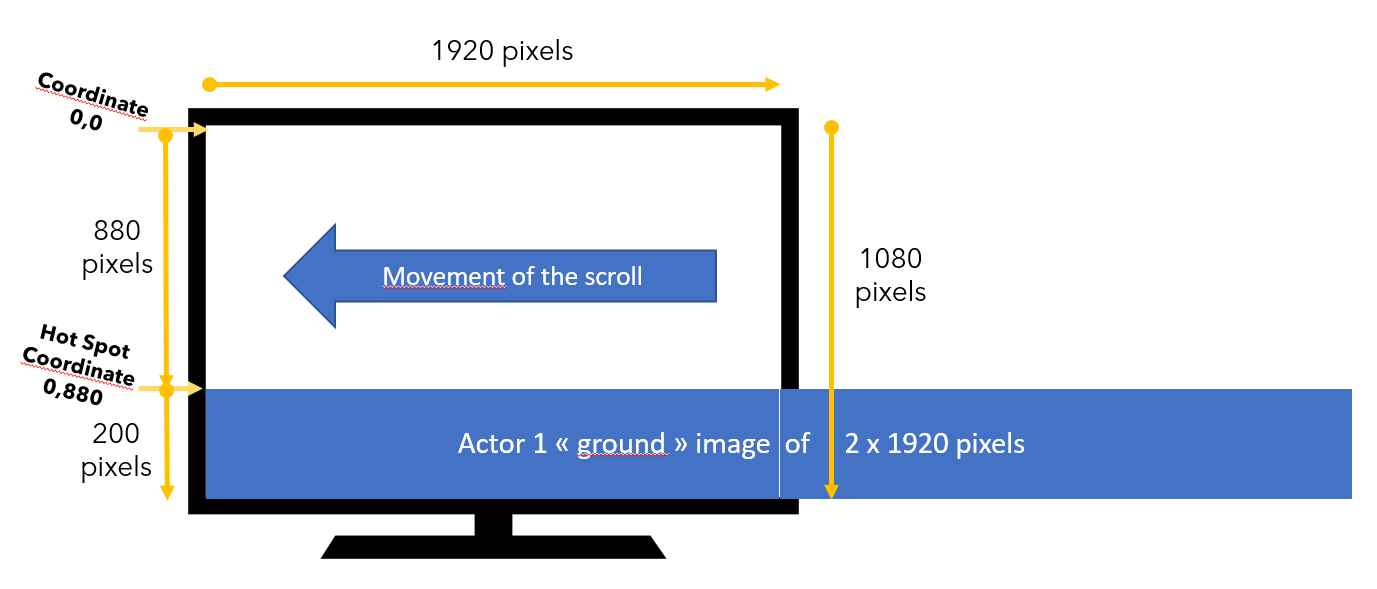 1920 pixels
Coordinate
0,0
880
pixels
Movement of the scroll
1080
pixels
Hot Spot
Coordinate
0,880
200
pixels
Actor 1 « ground » image of 2 x 1920 pixels